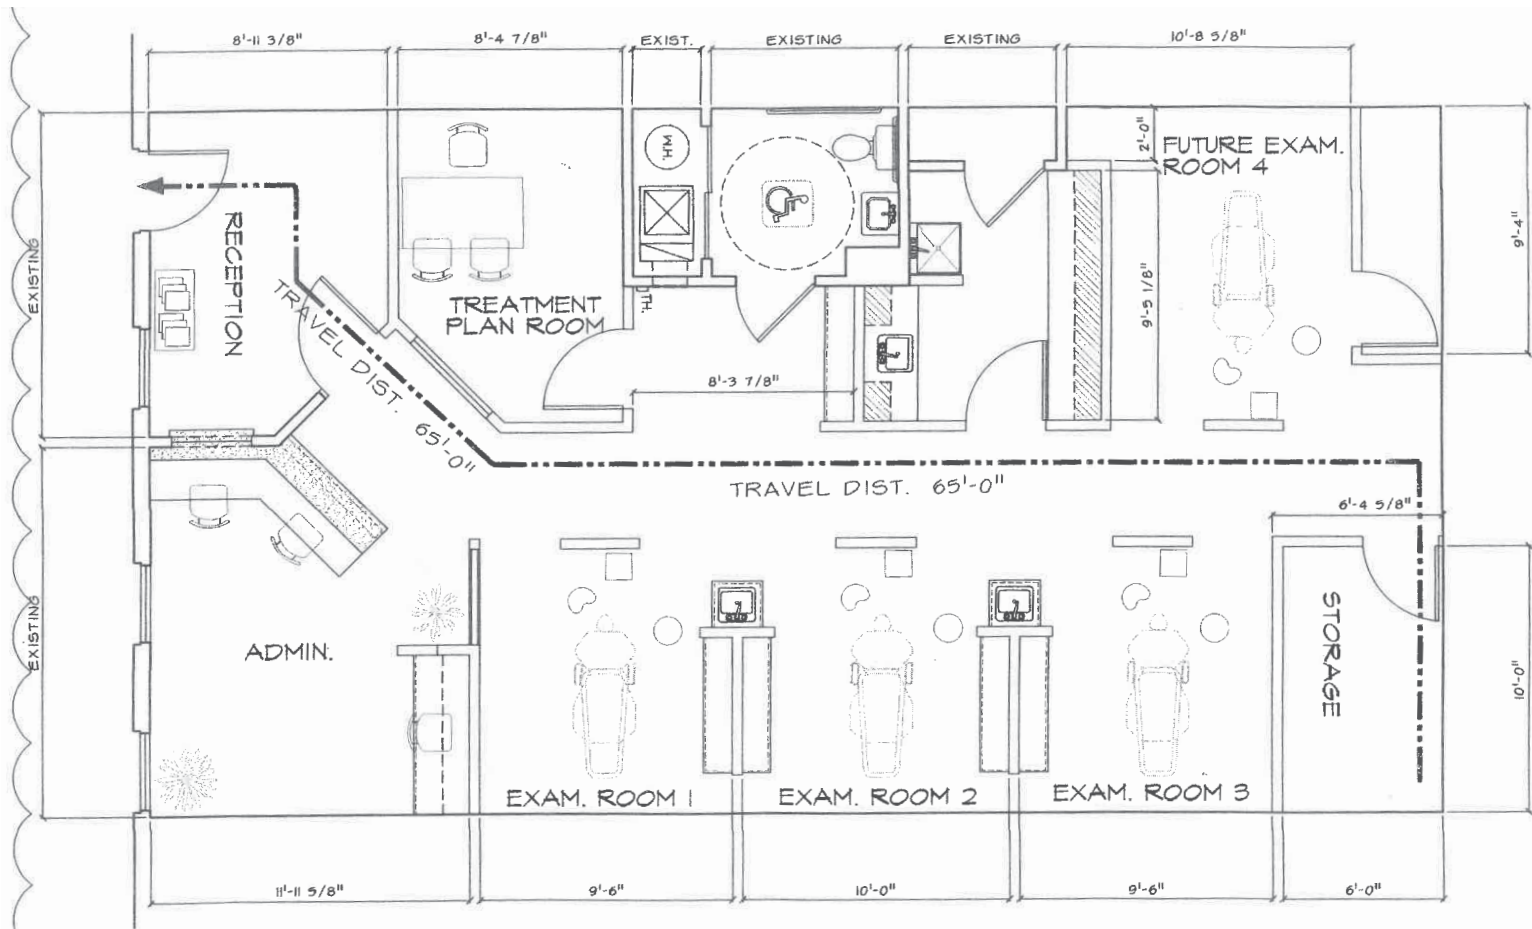 8'-11 3/8"
8'-4 7/8"
EXIST.
EXISTING
EXISTING
10'-8 5/8"
2'-0"
FUTURE EXAM.
ROOM 4
W.H.
RECEPTION
EXISTING
9'-4"
TREATMENT
PLAN ROOM
TH.
9'-5 1/8"
TRAVEL DIST. 65'-0"
8'-3 7/8"
TRAVEL DIST. 65'-0"
6'-4 5/8"
EXISTING
ADMIN.
STORAGE
10'-0"
EXAM. ROOM 1
EXAM. ROOM 2
EXAM. ROOM 3
11'-11 5/8"
9'-6"
10'-0"
9'-6"
6'-0"